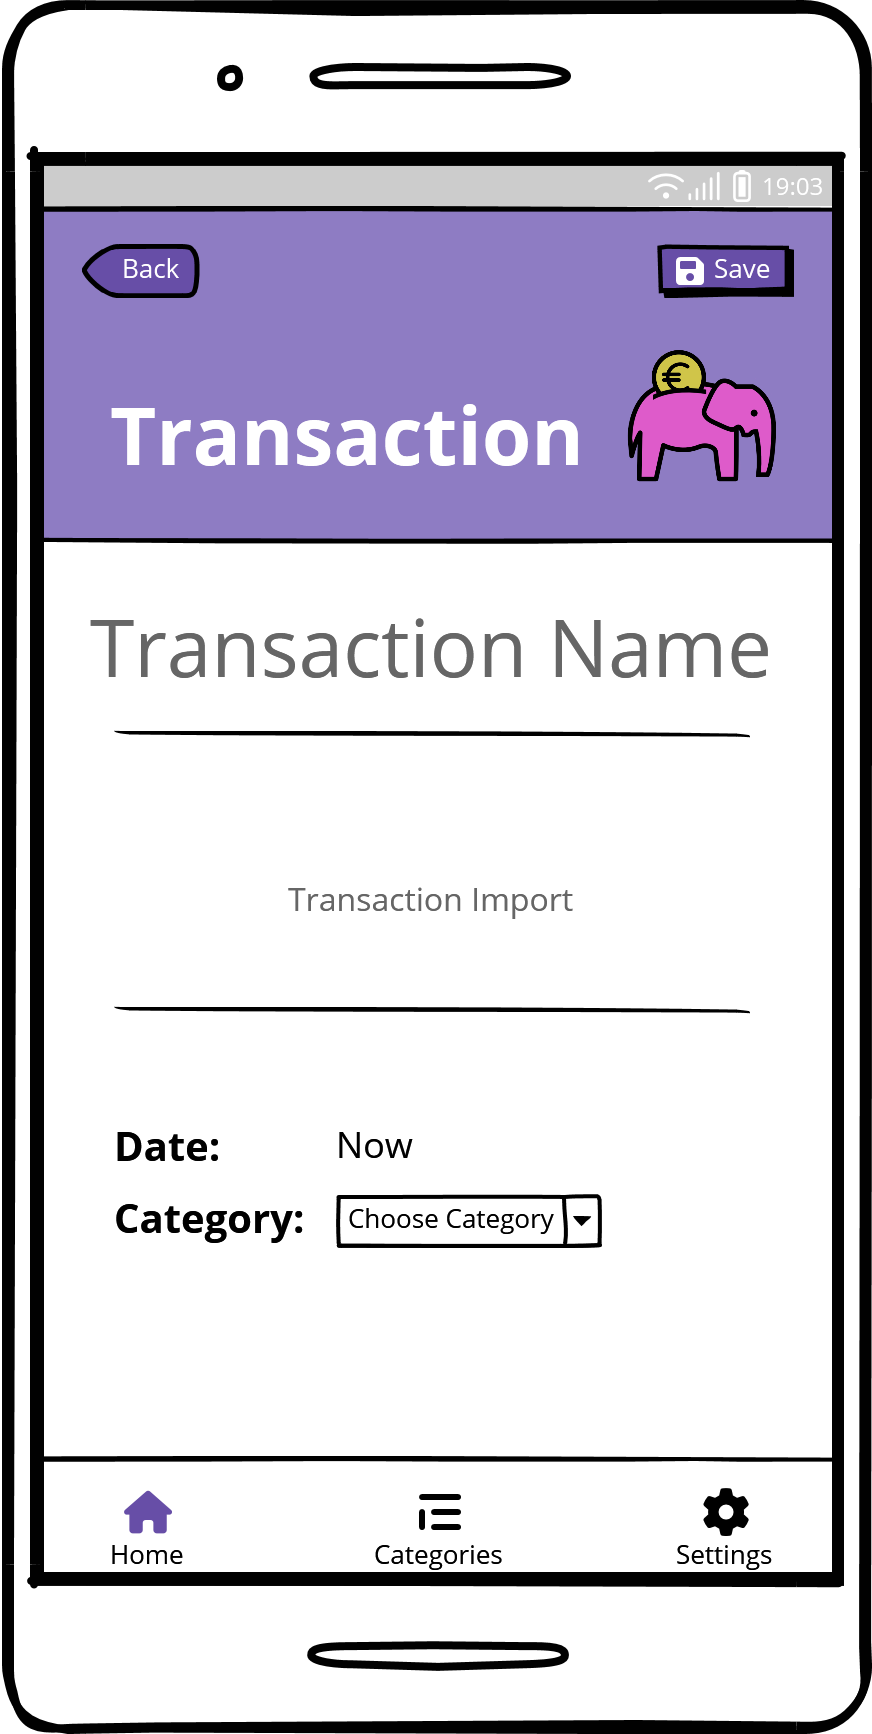 19:03
Back
Save
€
Transaction
Transaction Name
Transaction Import
Date: Now
Category: Choose Category
Home Categories Settings